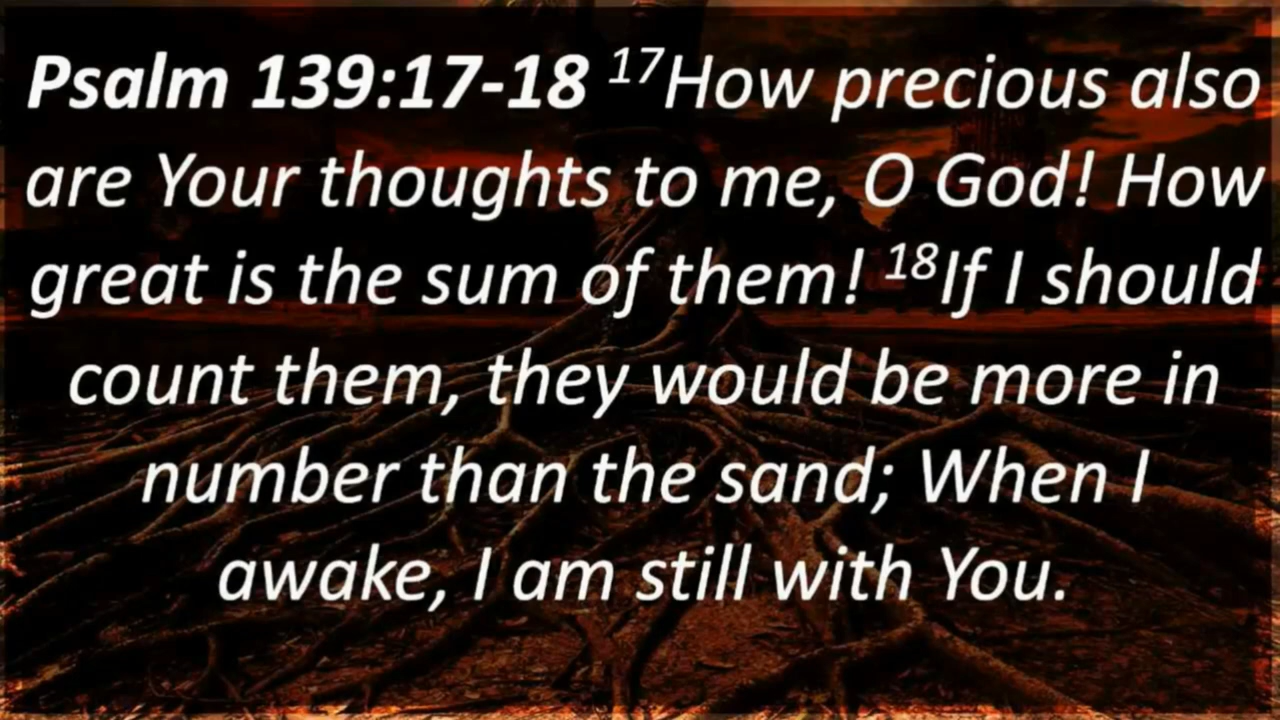 Psalm 139:17-18 ¹⁷How precious also
are Your thoughts to me, O God! How
great is the sum of them! ¹⁸If I should
count them, they would be more in
number than the sand; When I
awake, I am still with You.